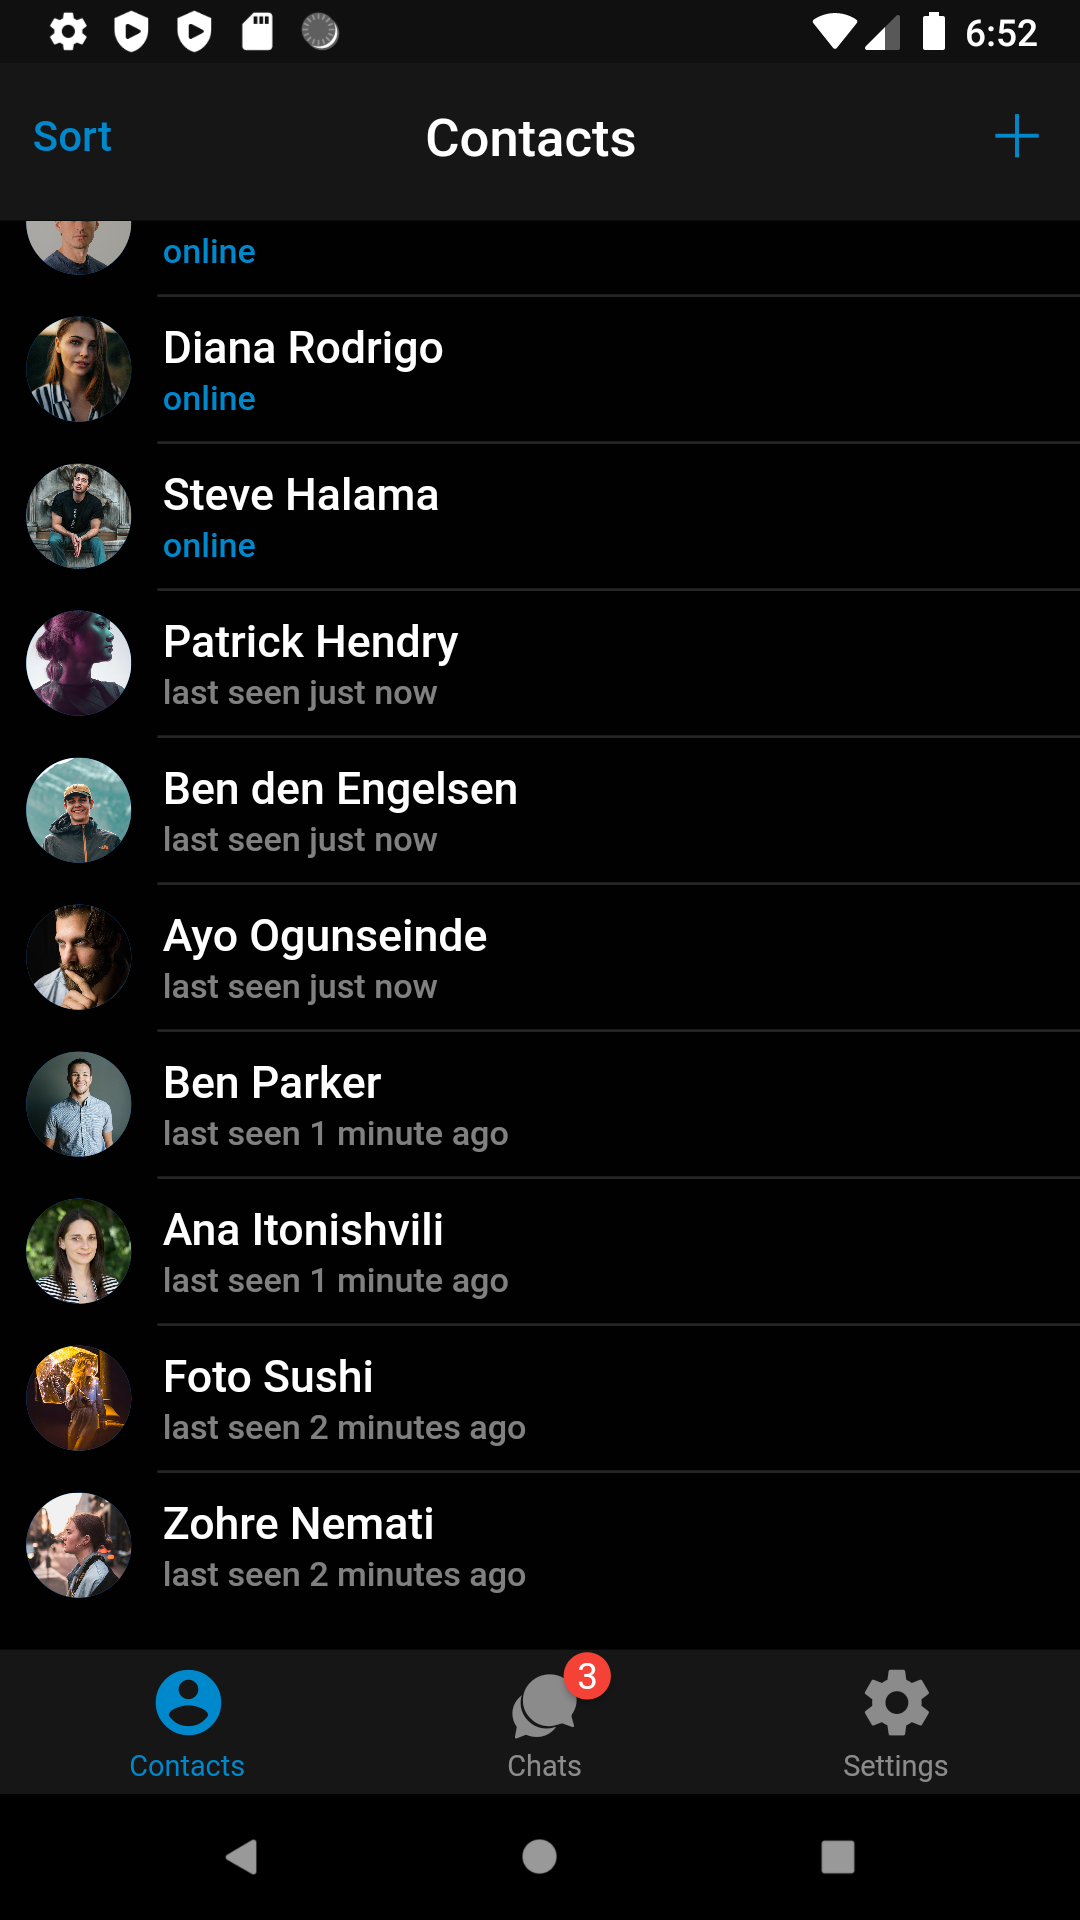 6:52
Sort
Contacts
online
Diana Rodrigo
online
Steve Halama
online
Patrick Hendry
last seen just now
Ben den Engelsen
last seen just now
Ayo Ogunseinde
last seen just now
Ben Parker
last seen 1 minute ago
Ana Itonishvili
last seen 1 minute ago
Foto Sushi
last seen 2 minutes ago
Zohre Nemati
last seen 2 minutes ago
3
Contacts
Chats
Settings